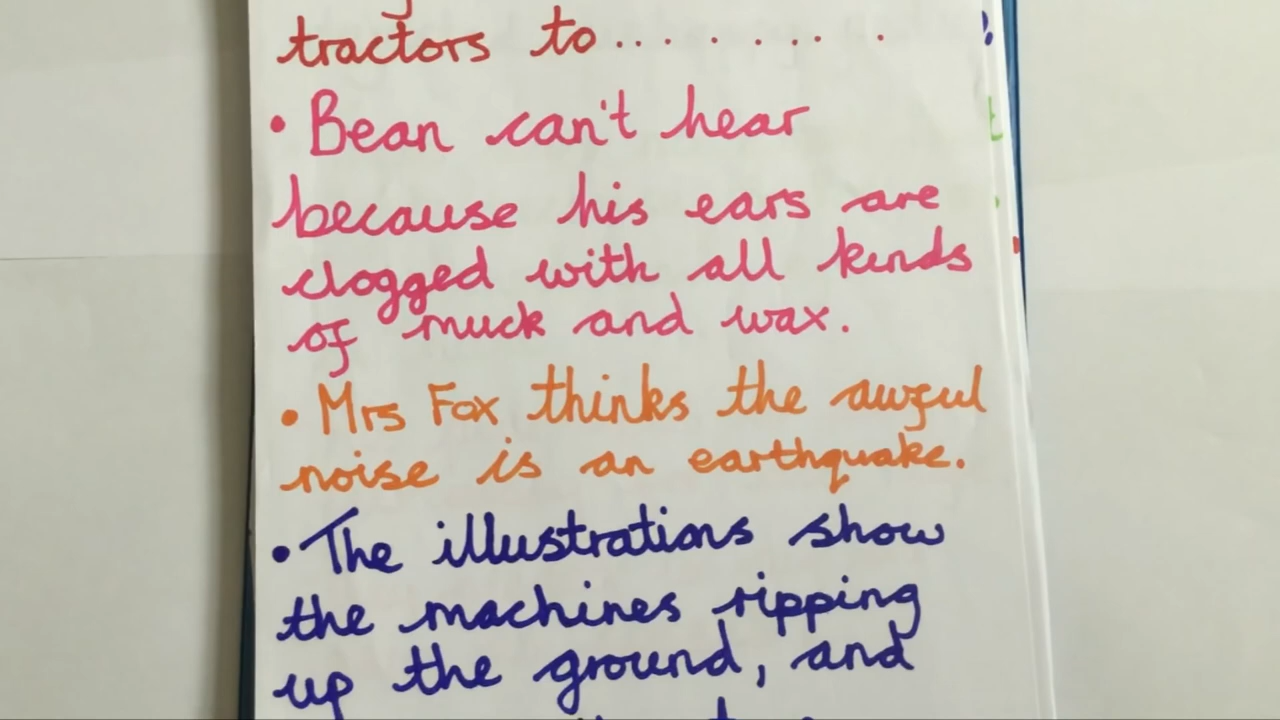 tractors to.. . . .. .
• Bean can't hear
because his ears are
clogged with all kinds
of muck and wax.
• Mrs Fox thinks the awful
noise is an earthquake.
• The illustrations show
the machines ripping
up the ground, and